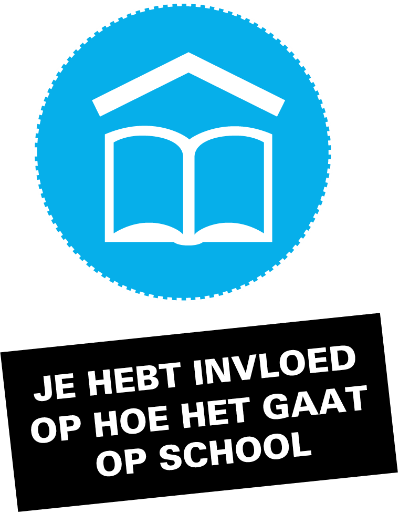 JE HEBT INVLOED
OP HOE HET GAAT
OP SCHOOL